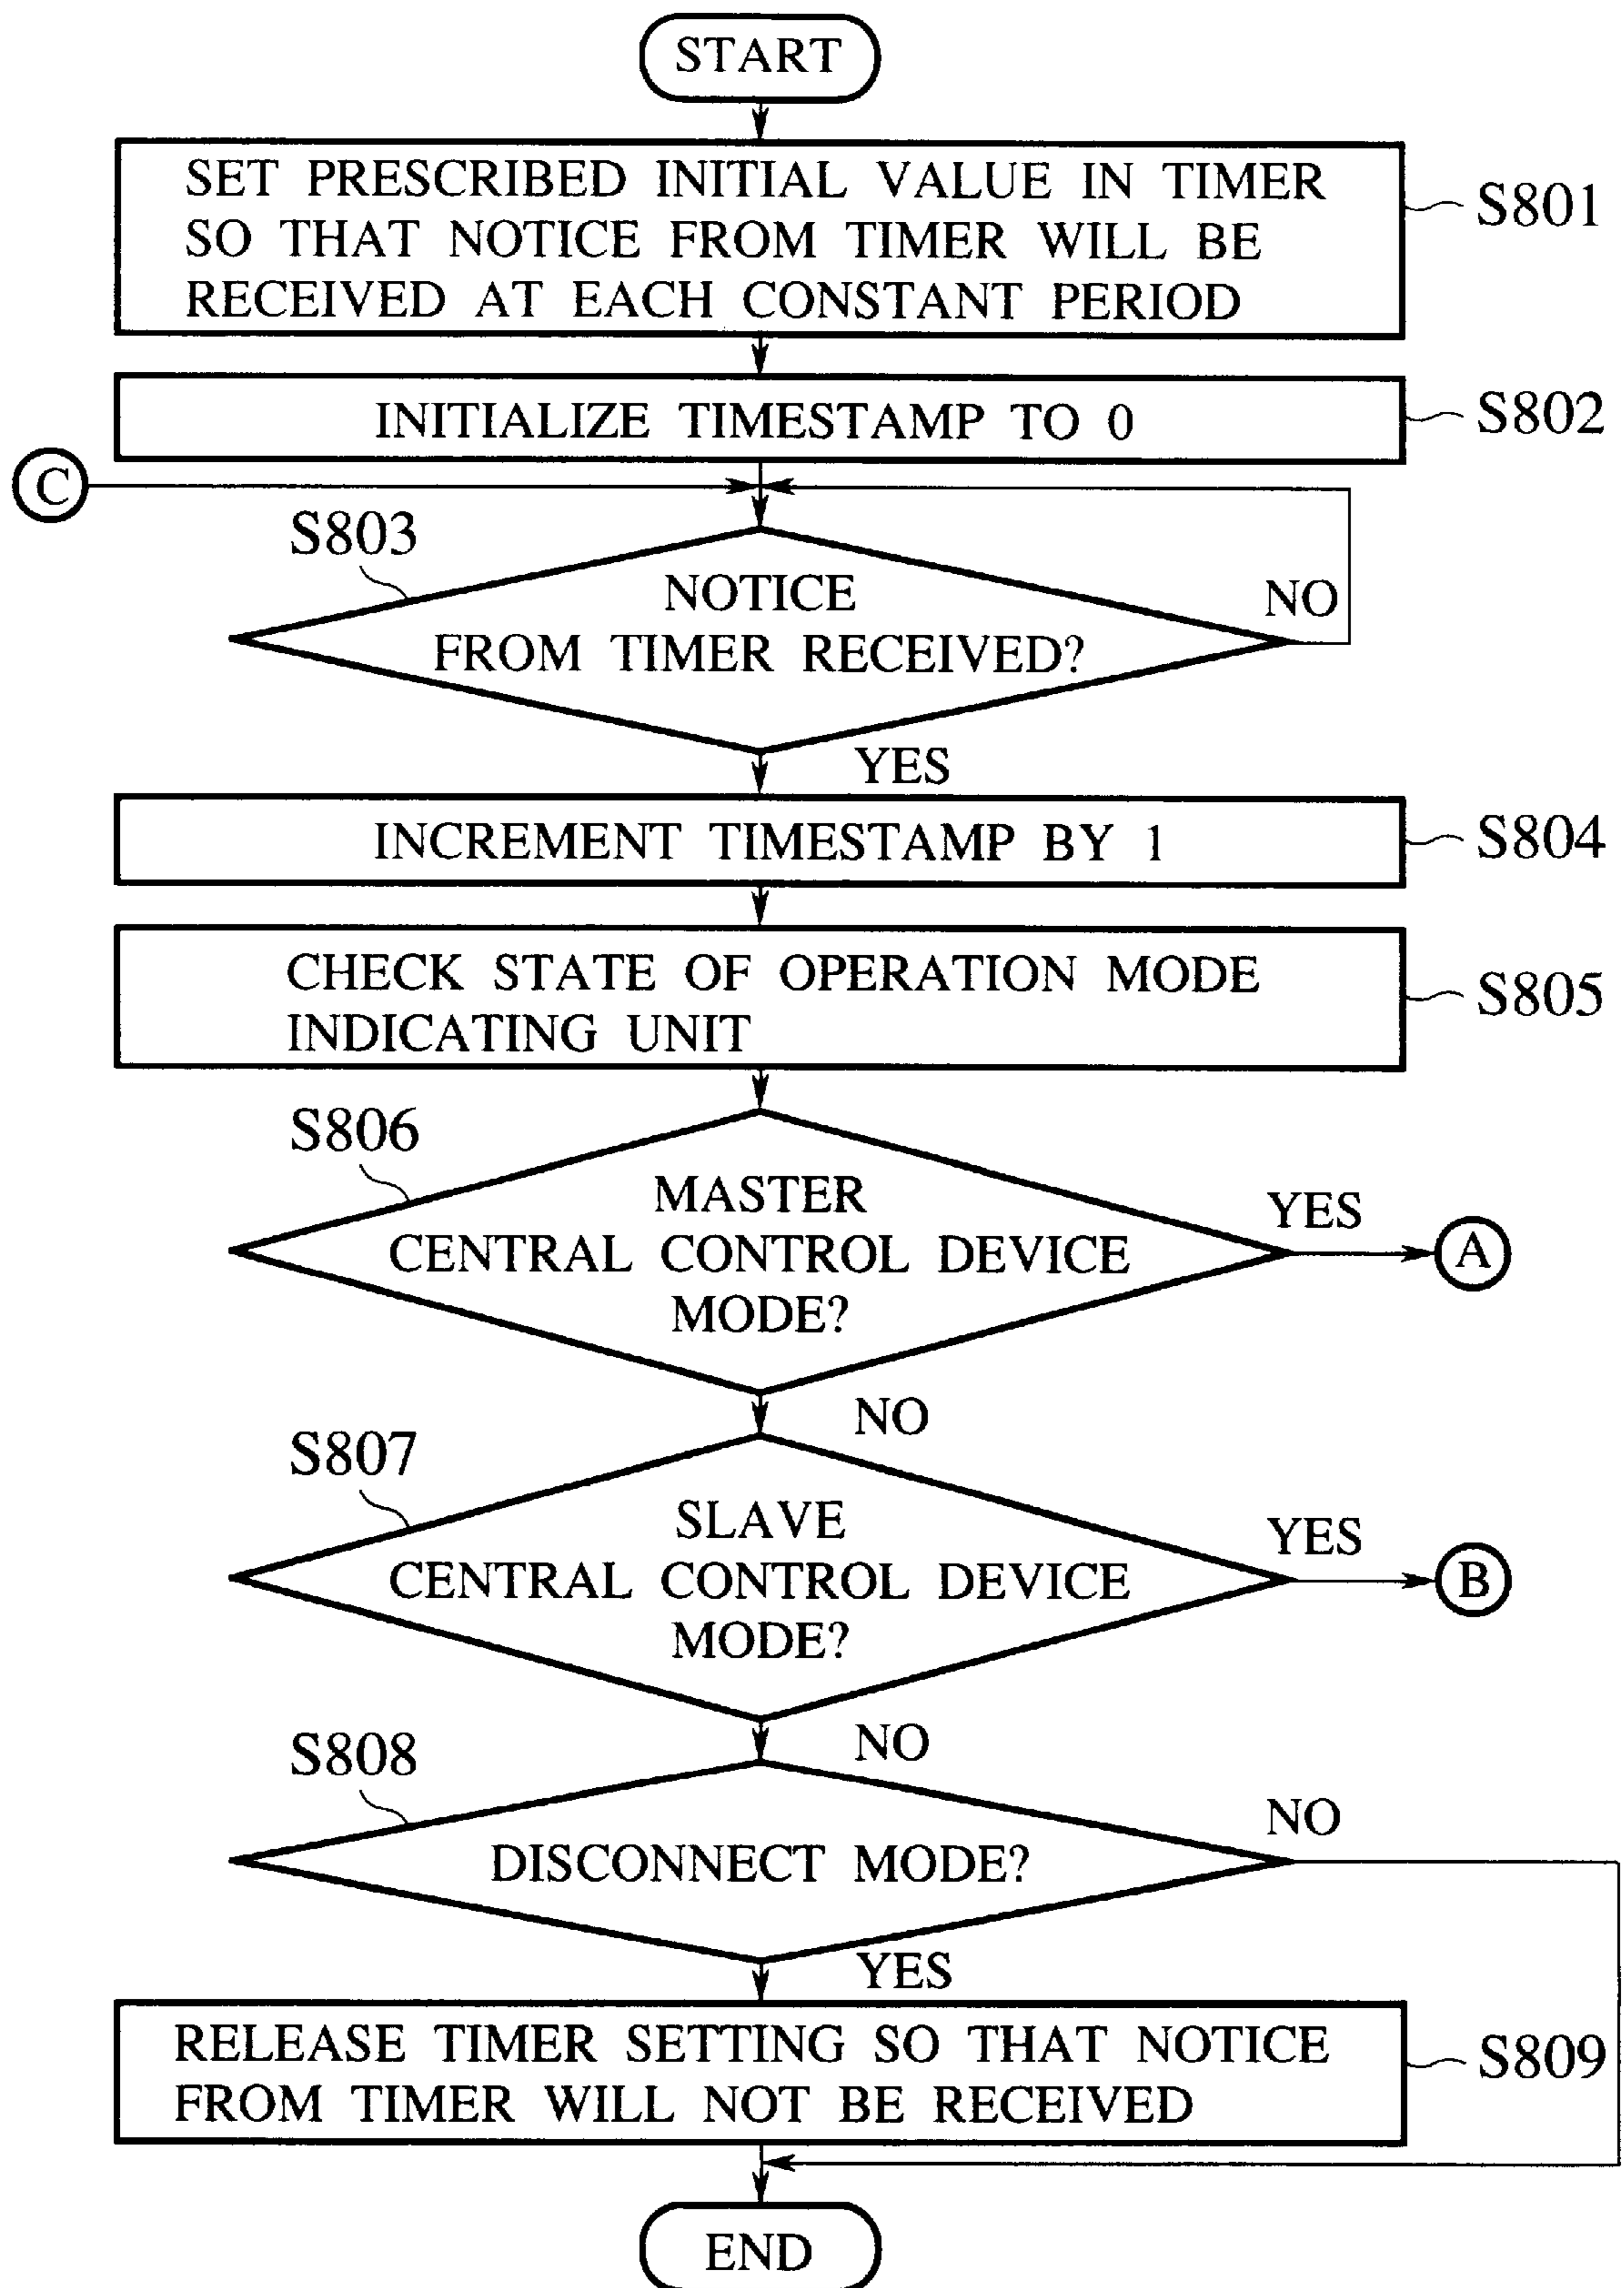 START
SET PRESCRIBED INITIAL VALUE IN TIMER
SO THAT NOTICE FROM TIMER WILL BE
RECEIVED AT EACH CONSTANT PERIOD
S801
INITIALIZE TIMESTAMP TO 0
S802
C
S803
NOTICE
FROM TIMER RECEIVED?
NO
YES
INCREMENT TIMESTAMP BY 1
S804
CHECK STATE OF OPERATION MODE
INDICATING UNIT
S805
S806
MASTER
CENTRAL CONTROL DEVICE
MODE?
YES
A
NO
S807
SLAVE
CENTRAL CONTROL DEVICE
MODE?
YES
B
NO
S808
DISCONNECT MODE?
NO
YES
RELEASE TIMER SETTING SO THAT NOTICE
FROM TIMER WILL NOT BE RECEIVED
S809
END